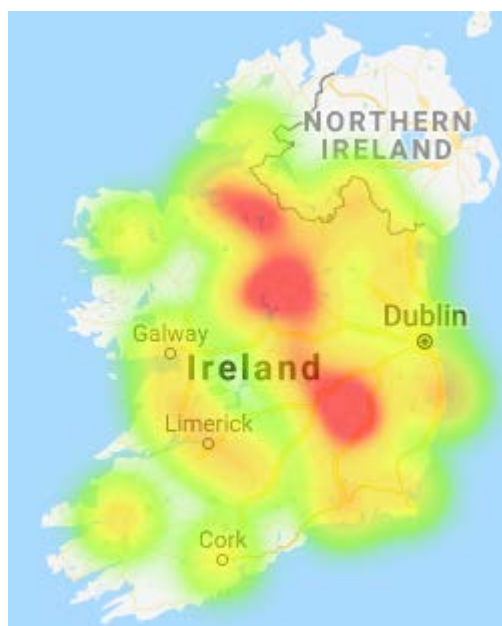 NORTHERN
IRELAND
Dublin
Galway
Ireland
Limerick
Cork